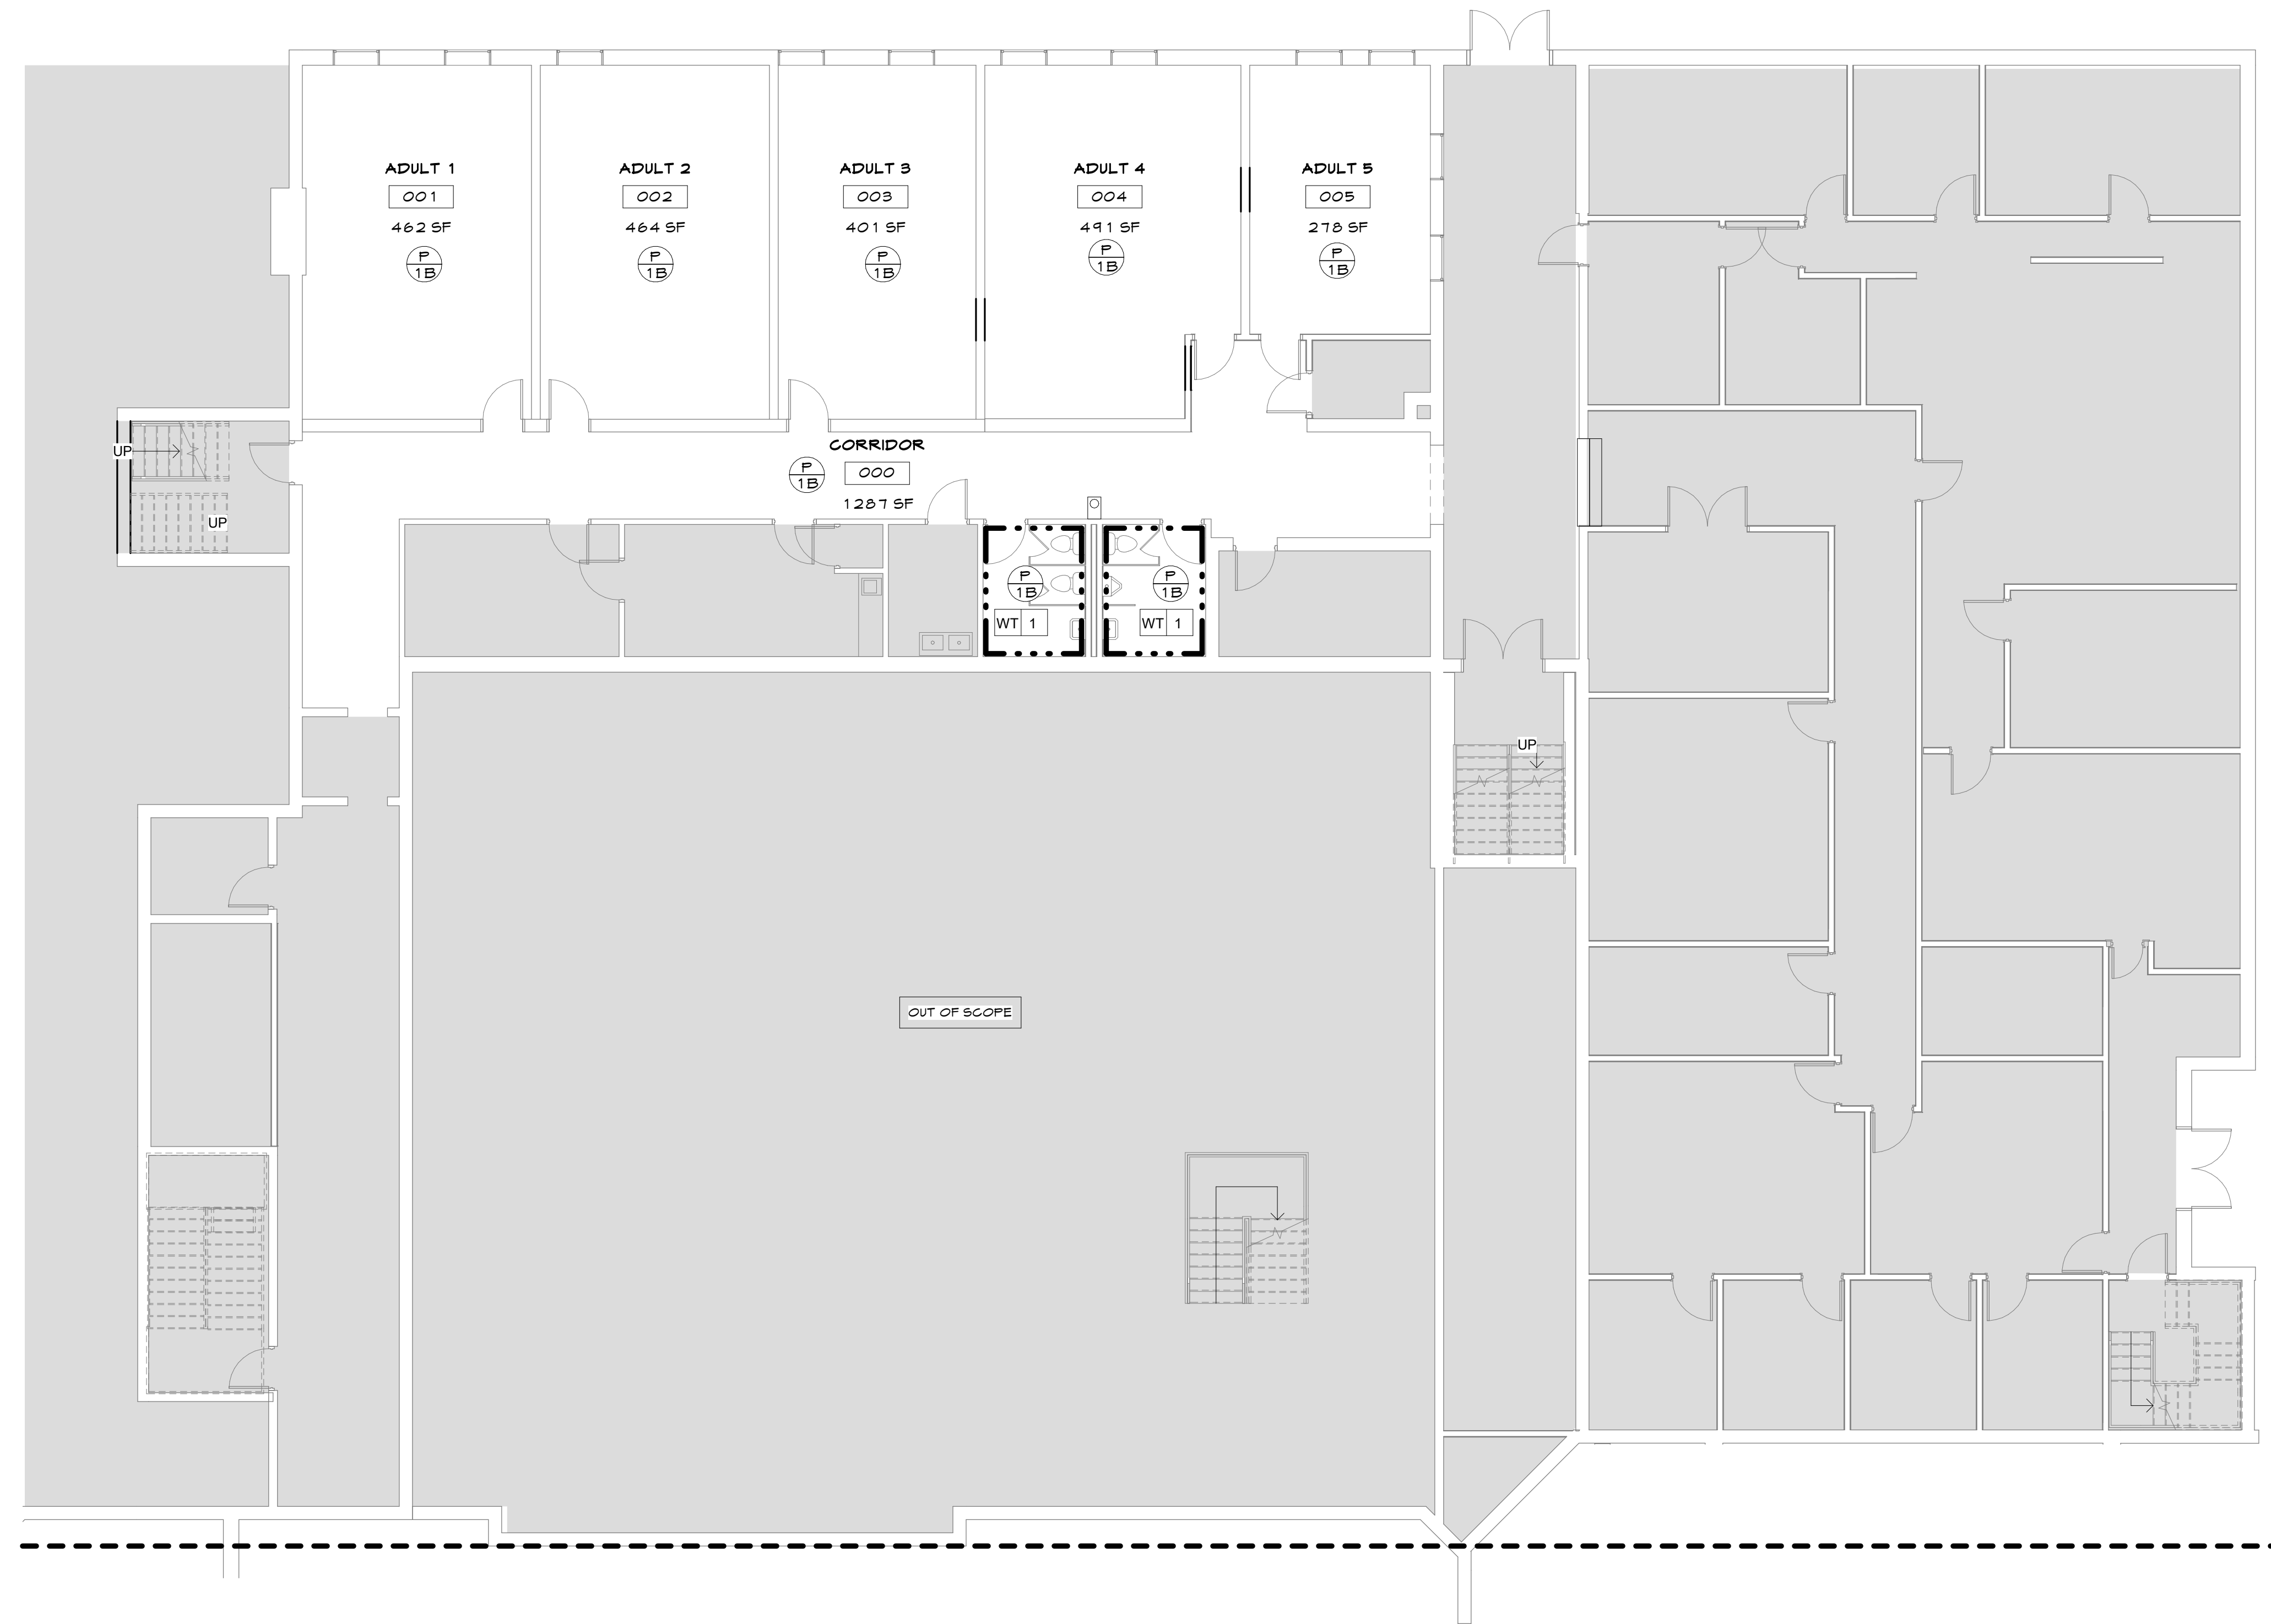 ADULT 1
001
462 SF
P
1B
ADULT 2
002
464 SF
P
1B
ADULT 3
003
401 SF
P
1B
ADULT 4
004
491 SF
P
1B
ADULT 5
005
278 SF
P
1B
UP
UP
CORRIDOR
P
1B
000
1287 SF
P
1B
WT 1
P
1B
WT 1
UP
OUT OF SCOPE